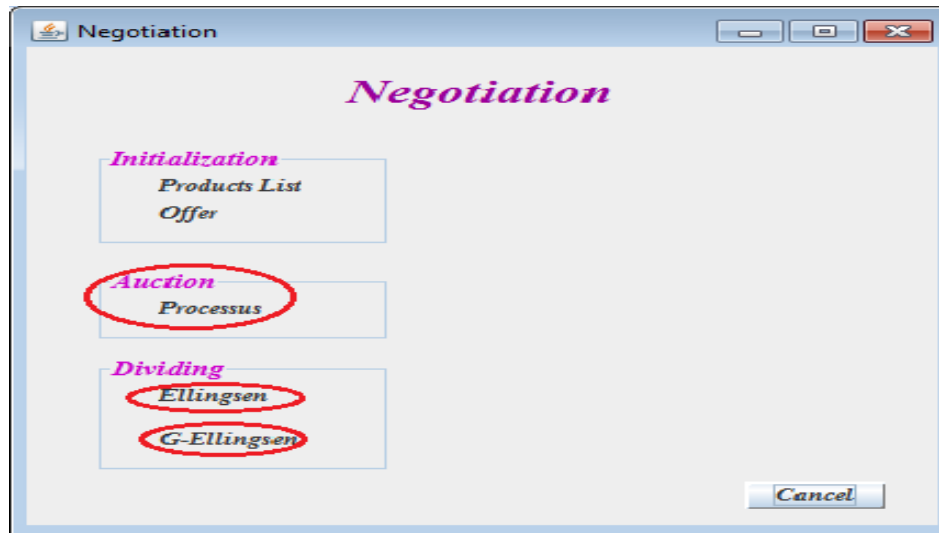 Negotiation
Negotiation
Initialization
Products List
Offer
Auction
Processus
Dividing
Ellingsen
G-Ellingsen
Cancel